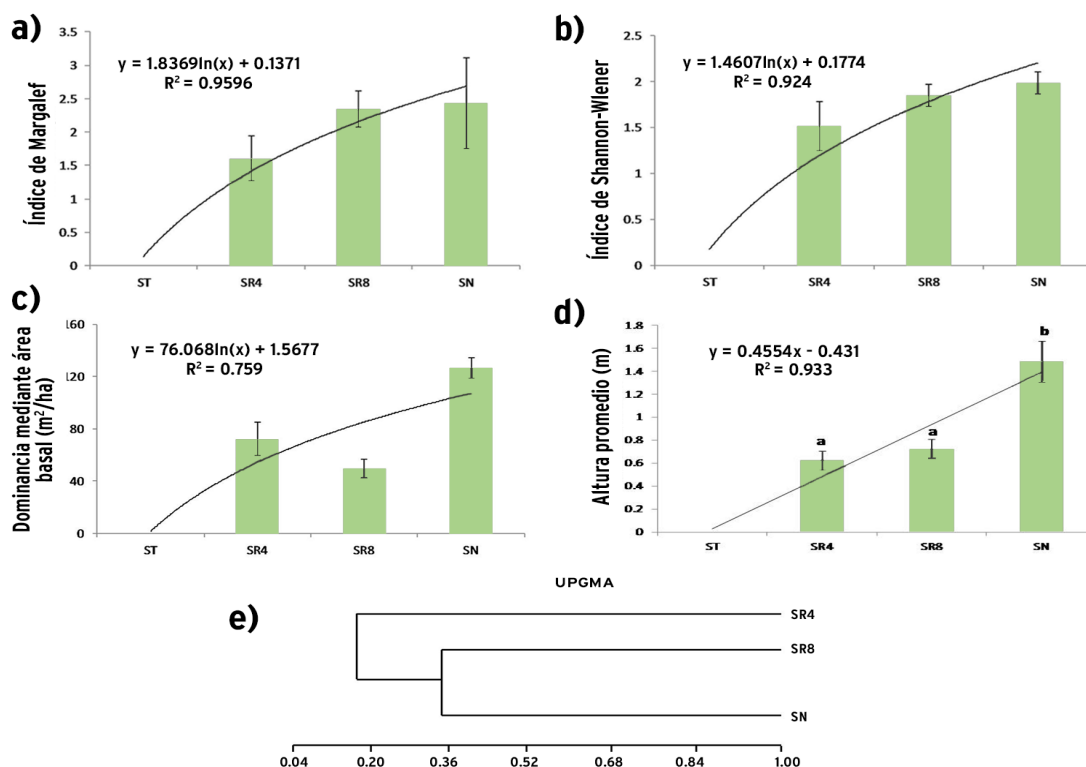 a)
y = 1.8369ln(x) + 0.1371
R² = 0.9596
Índice de Margalef
3.5
3
2.5
2
1.5
1
0.5
0
ST
SR4
SR8
SN
b)
y = 1.4607ln(x) + 0.1774
R² = 0.924
Índice de Shannon-Wlener
2.5
2
1.5
1
0.5
0
ST
SR4
SR8
SN
c)
y = 76.068ln(x) + 1.5677
R² = 0.759
Dominancia mediante área
basal (m²/ha)
160
120
80
40
0
ST
SR4
SR8
SN
d)
y = 0.4554x - 0.431
R² = 0.933
Altura promedio (m)
1.8
1.6
1.4
1.2
1
0.8
0.6
0.4
0.2
0
a
a
b
ST
SR4
SR8
SN
UPGMA
e)
SR4
SR8
SN
0.04
0.20
0.36
0.52
0.68
0.84
1.00